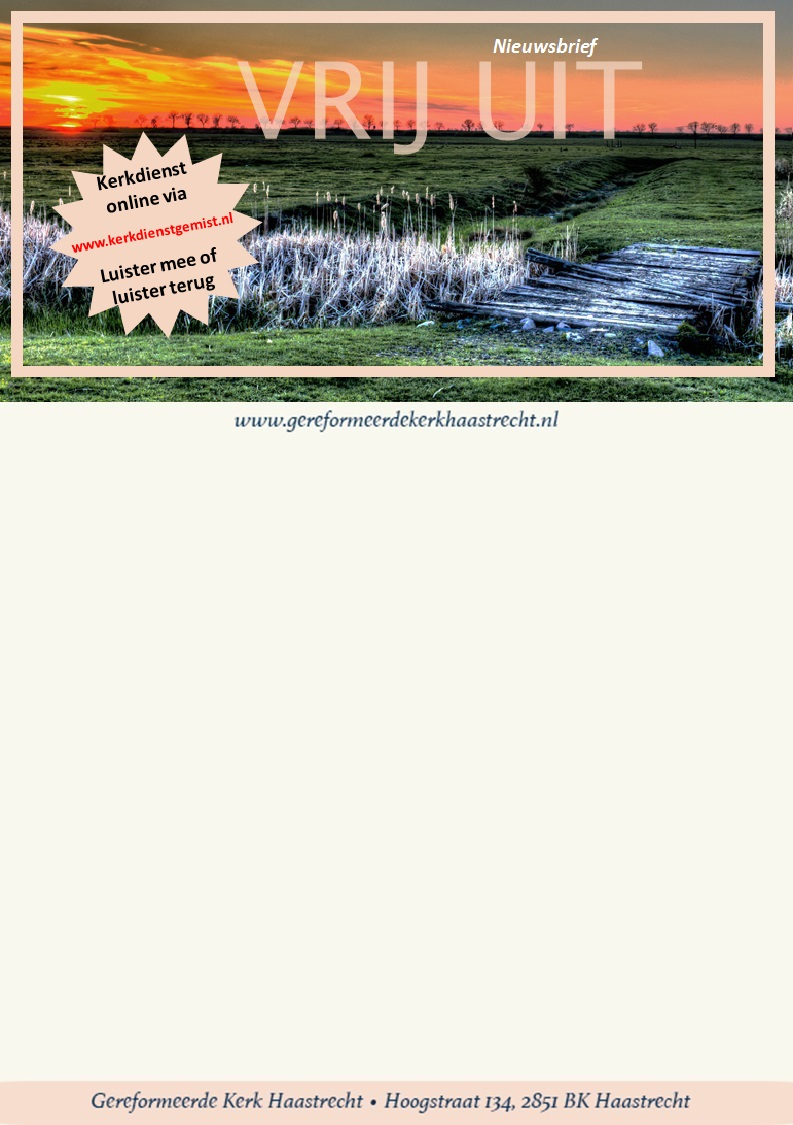 Nieuwsbrief
VRIJ UIT
Kerkdienst
online via
www.kerkdienstgemist.nl
Luister mee of
luister terug
www.gereformeerdekerkhaastrecht.nl
Gereformeerde Kerk Haastrecht • Hoogstraat 134, 2851 BK Haastrecht